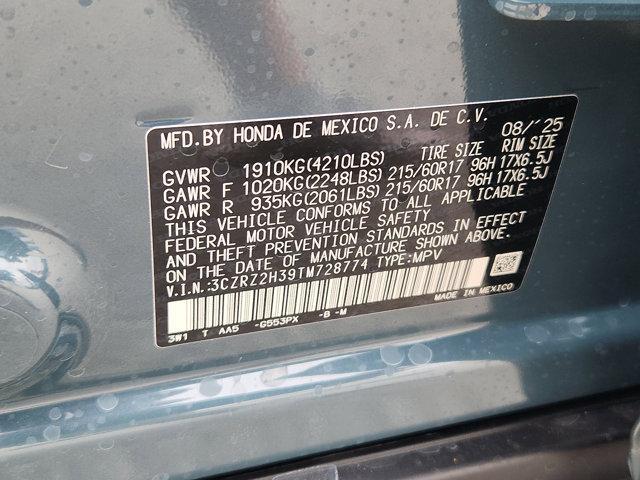 MFD.BY HONDA DE MEXICO S.A. DE C.V. 08/'25
GVWR 1910KG(4210LBS) TIRE SIZE RIM SIZE
GAWR F 1020KG(2248LBS) 215/60R17 96H 17X6.5J
GAWR R 935KG(2061LBS) 215/60R17 96H 17X6.5J
THIS VEHICLE CONFORMS TO ALL APPLICABLE
FEDERAL MOTOR VEHICLE SAFETY
AND THEFT PREVENTION STANDARDS IN EFFECT
ON THE DATE OF MANUFACTURE SHOWN ABOVE.
V.I.N.:3CZRZ2H39TM728774 TYPE:MPV
3W1 T AA5 -G553PX -B -M MADE IN MEXICO